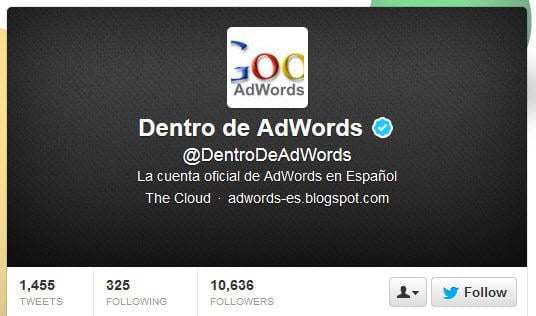 Goo
AdWords
Dentro de AdWords
@DentroDeAdWords
La cuenta oficial de AdWords en Español
The Cloud · adwords-es.blogspot.com
1,455 325 10,636
TWEETS FOLLOWING FOLLOWERS
Follow